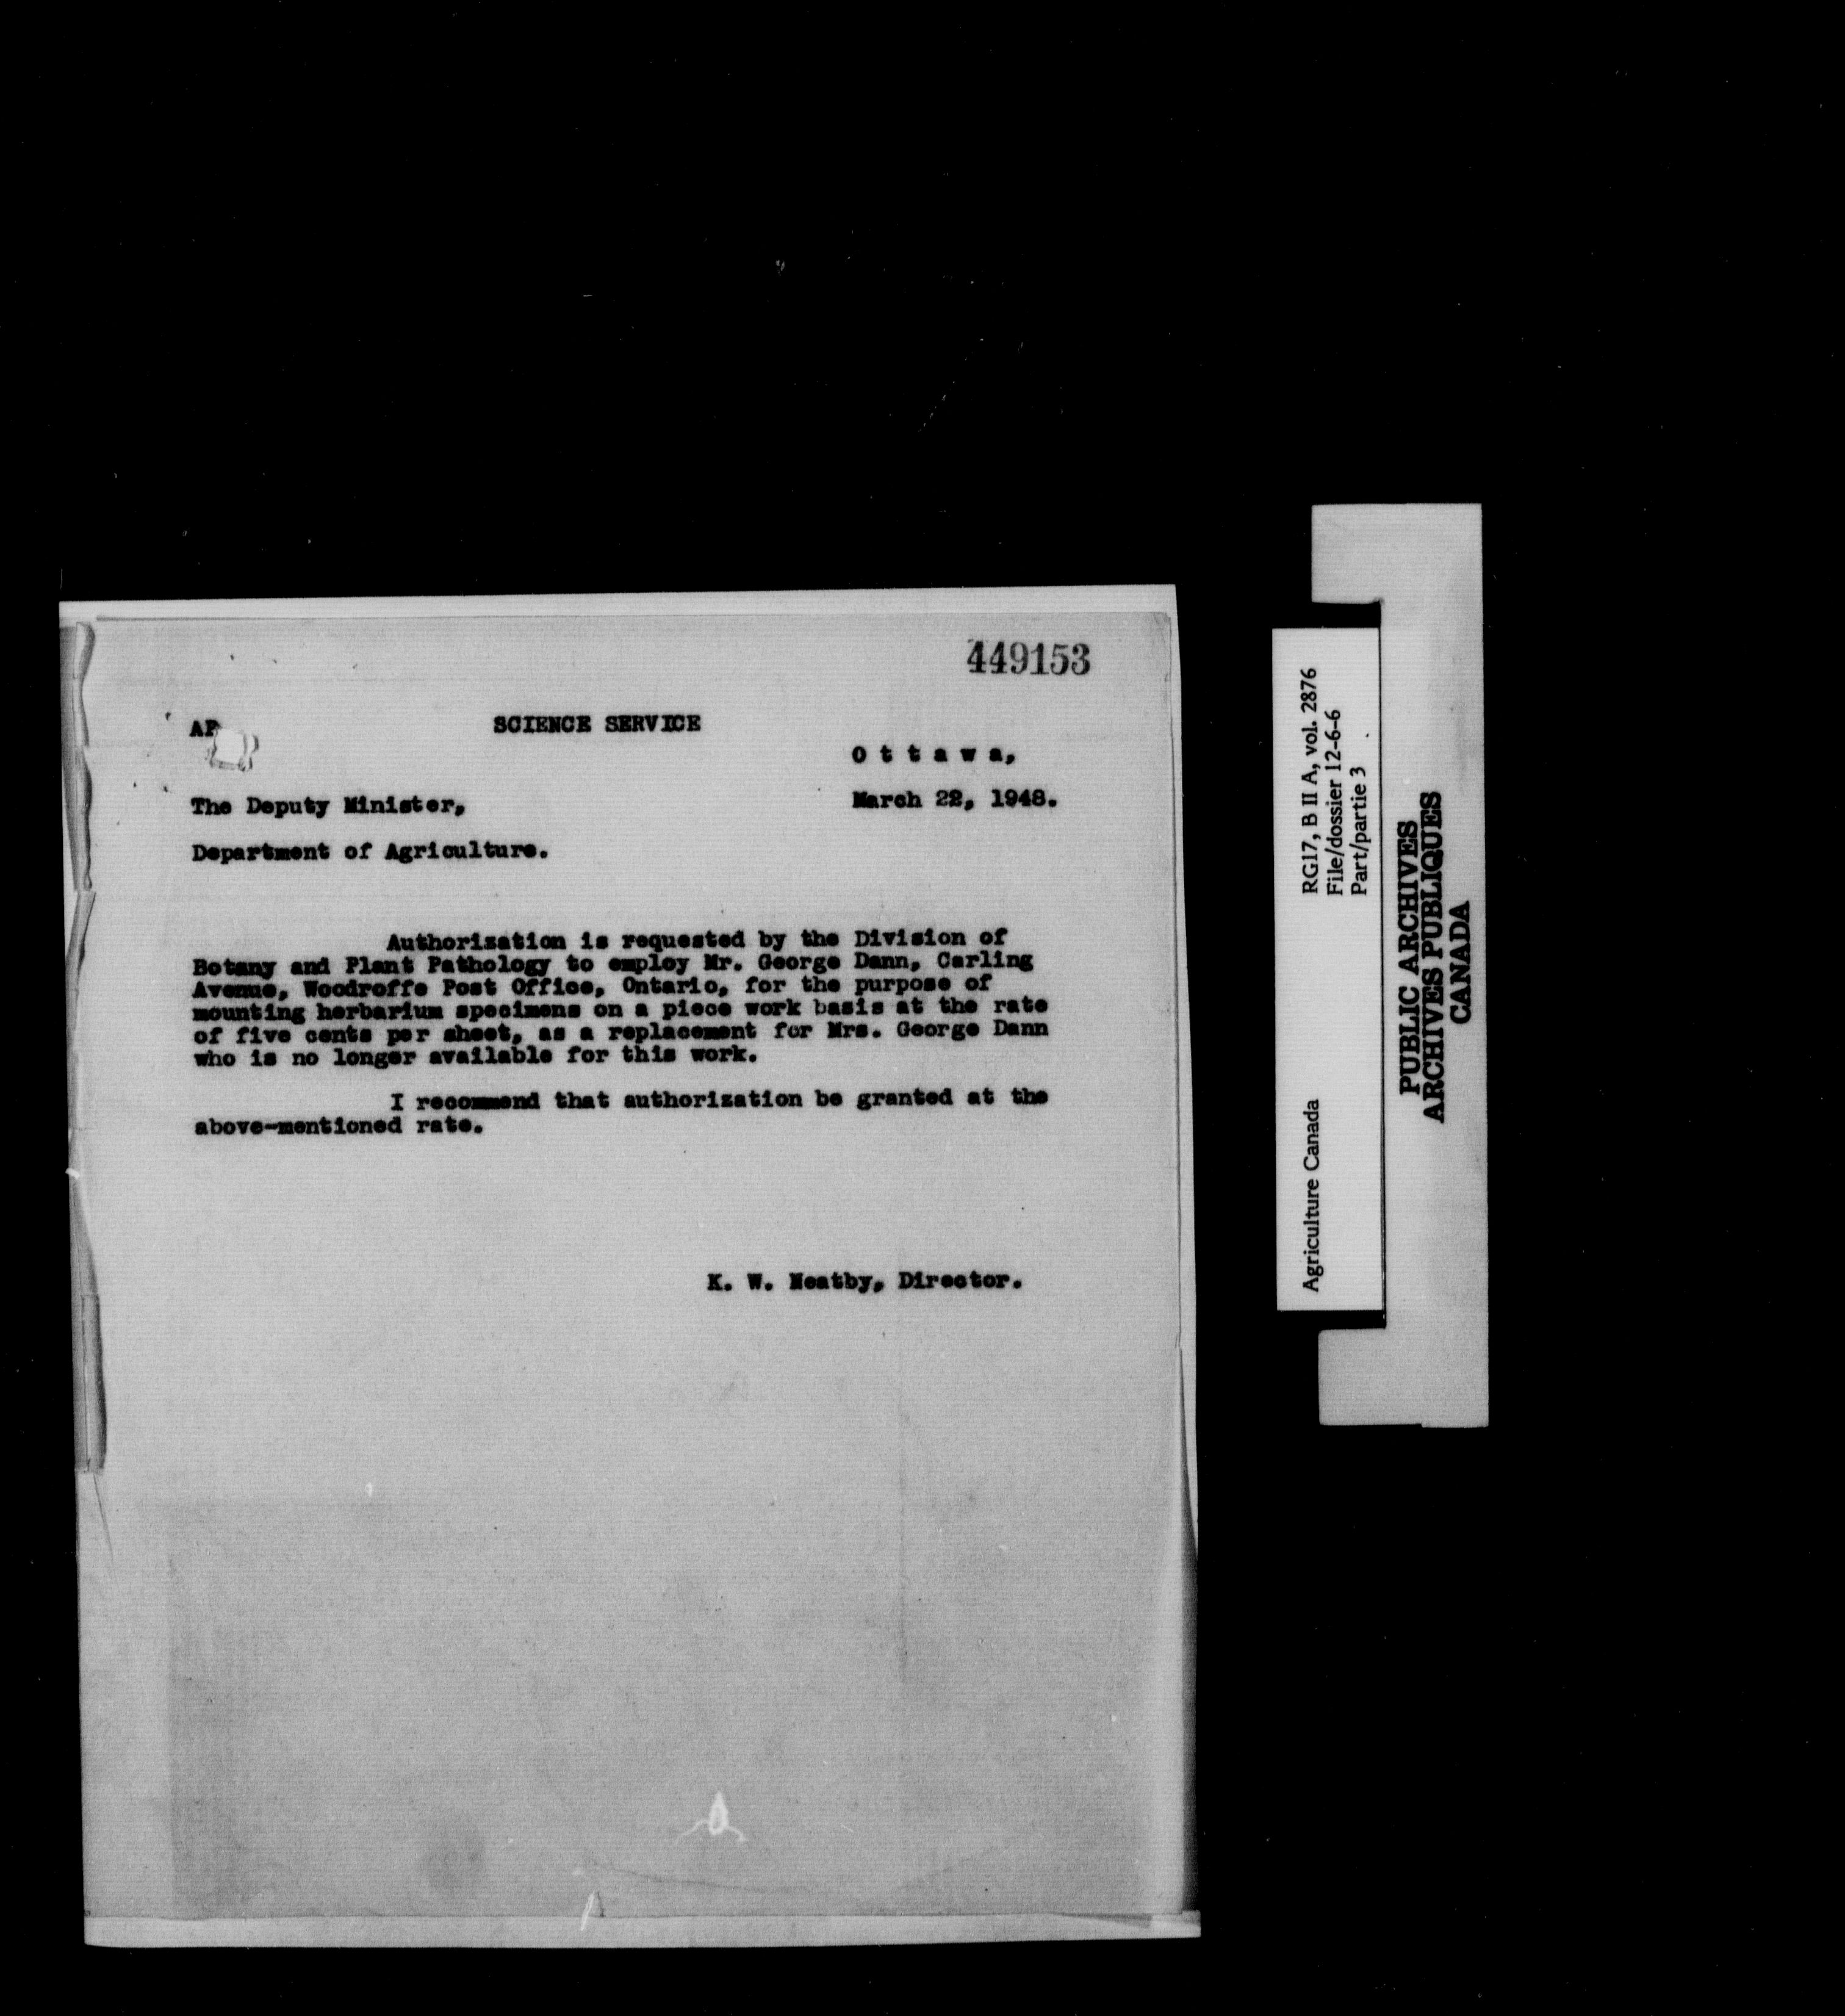 449153
AP
SCIENCE SERVICE
O t t a w a,
March 22, 1948.
The Deputy Minister,
Department of Agriculture.
Authorization is requested by the Division of
Botany and Plant Pathology to employ Mr. George Dann, Carling
Avenue, Woodroffe Post Office, Ontario, for the purpose of
mounting herbarium specimens on a piece work basis at the rate
of five cents per sheet, as a replacement for Mrs. George Dann
who is no longer available for this work.
I recommend that authorization be granted at the
above-mentioned rate.
K. W. Neatby, Director.
Agriculture Canada
RG17, B II A, vol. 2876
File/dossier 12-6-6
Part/partie 3
PUBLIC ARCHIVES
ARCHIVES PUBLIQUES
CANADA